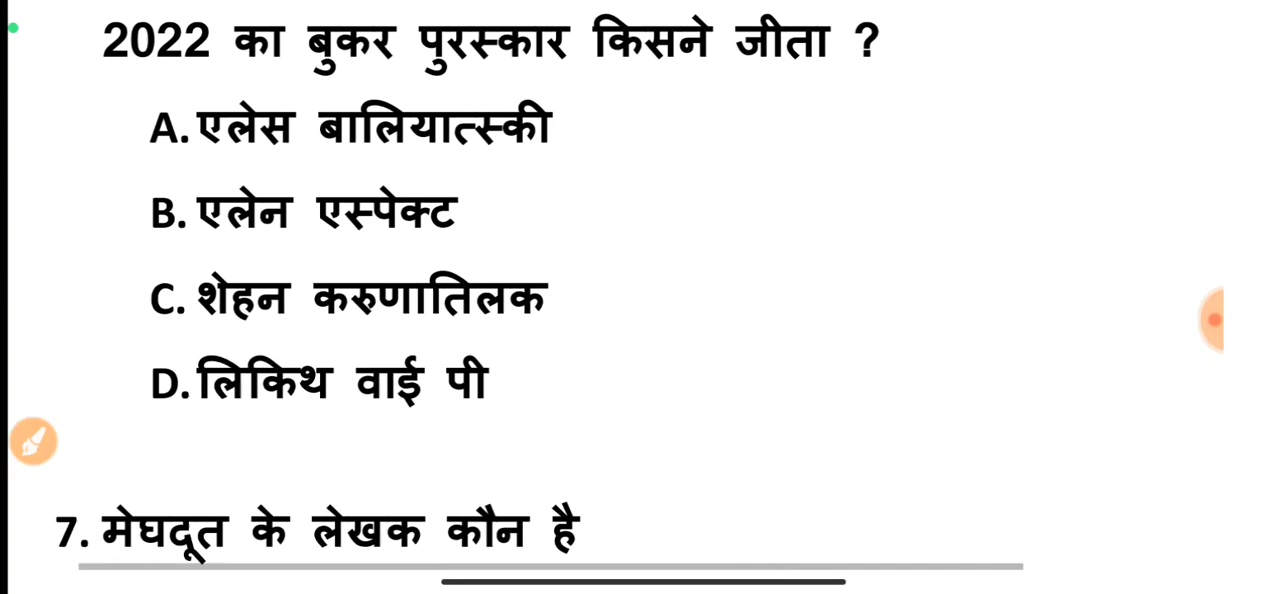 2022 का बुकर पुरस्कार किसने जीता ?
A. एलेस बालियात्स्की
B. एलेन एस्पेक्ट
C. शेहन करुणातिलक
D. लिकिथ वाई पी
7. मेघदूत के लेखक कौन है